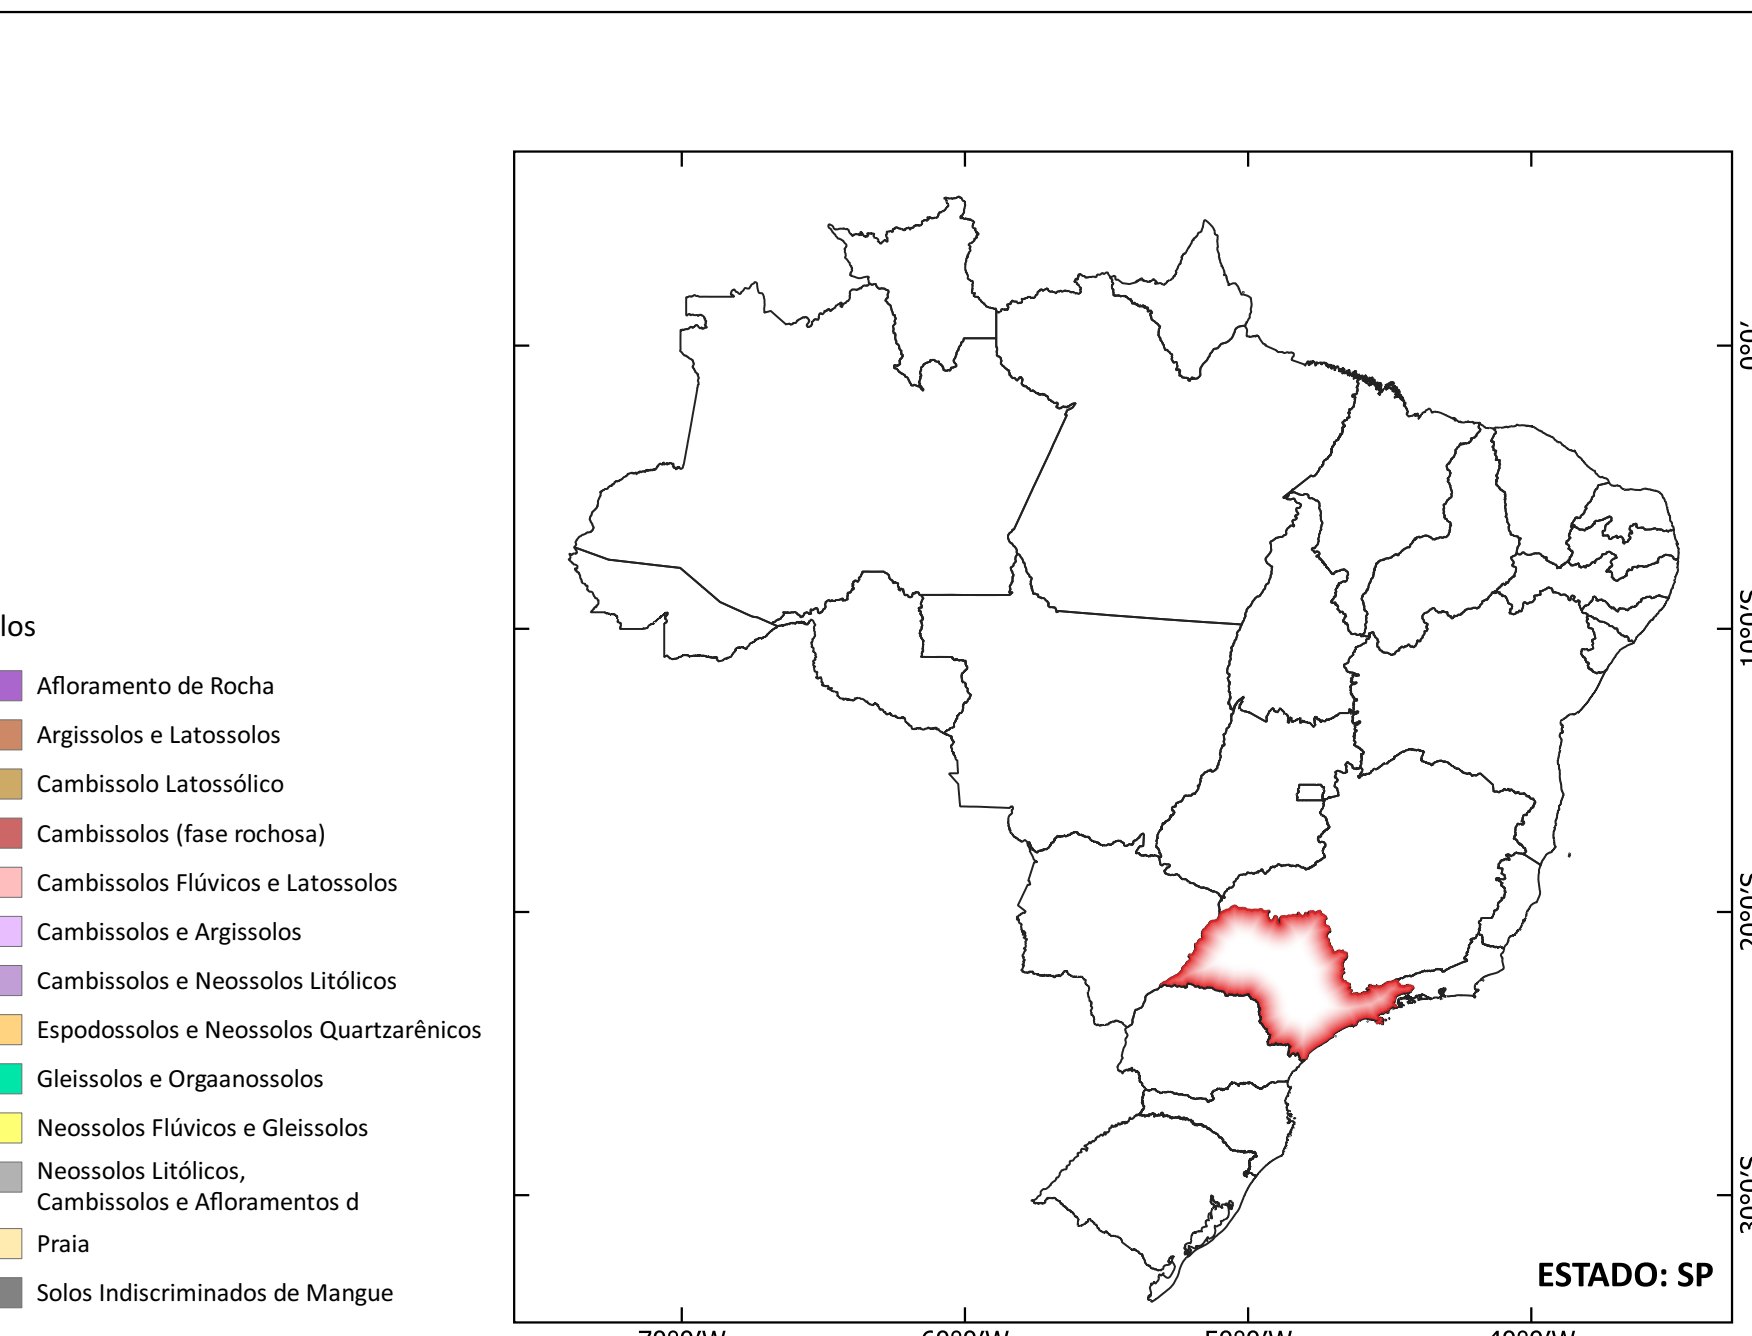 los
Afloramento de Rocha
Argissolos e Latossolos
Cambissolo Latossólico
Cambissolos (fase rochosa)
Cambissolos Flúvicos e Latossolos
Cambissolos e Argissolos
Cambissolos e Neossolos Litólicos
Espodossolos e Neossolos Quartzarênicos
Gleissolos e Orgaanossolos
Neossolos Flúvicos e Gleissolos
Neossolos Litólicos,
Cambissolos e Afloramentos d
Praia
Solos Indiscriminados de Mangue
ESTADO: SP